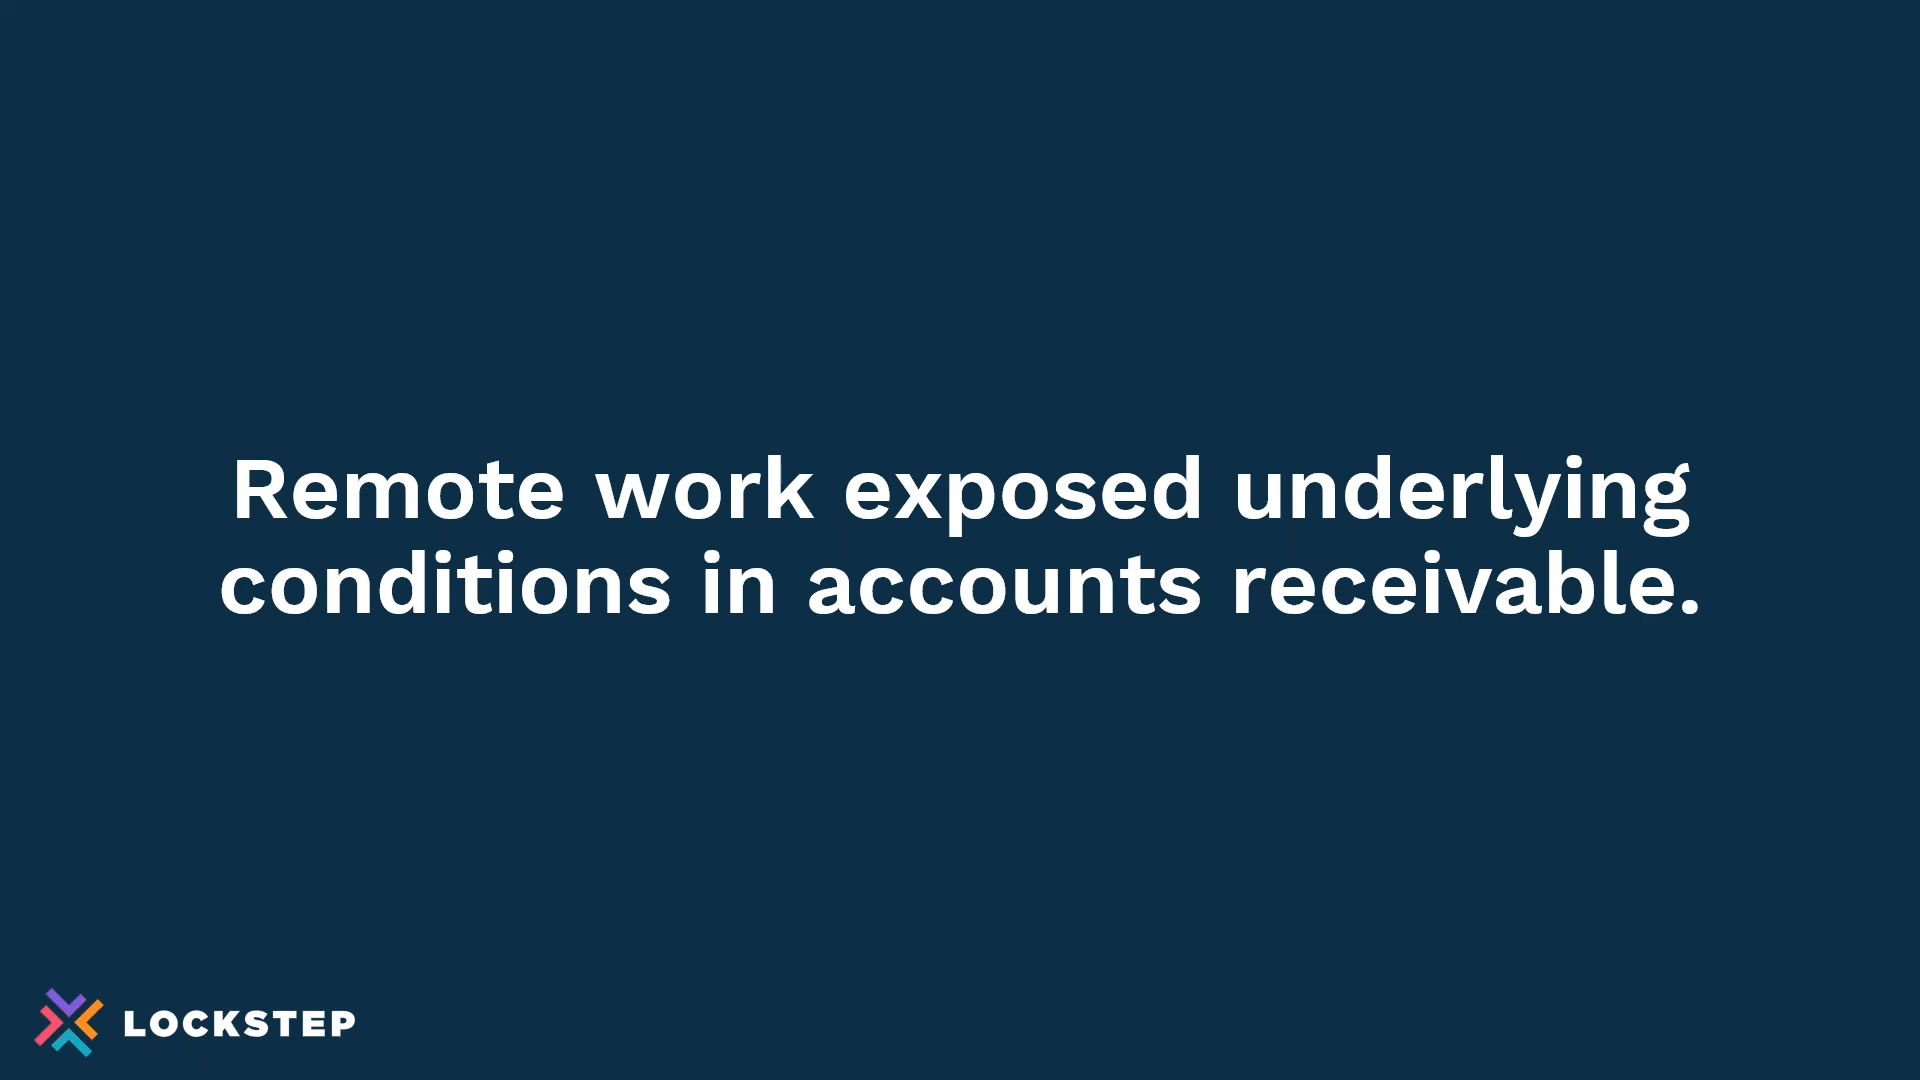 Remote work exposed underlying
conditions in accounts receivable.
LOCKSTEP